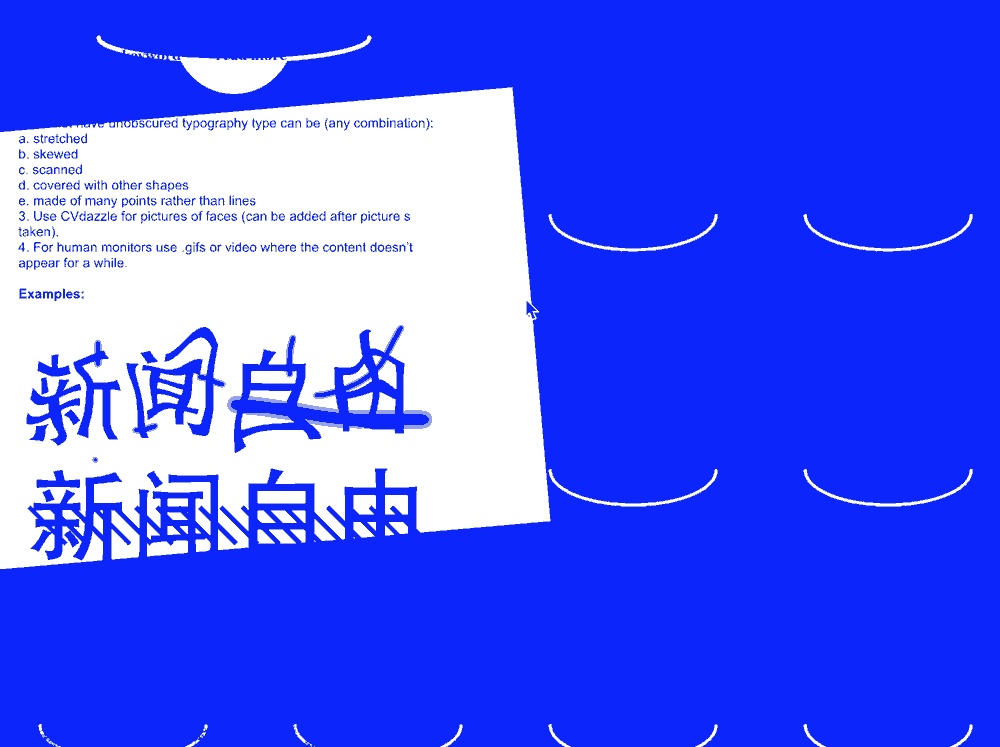 have unobscured typography type can be (any combination):
a. stretched
b. skewed
c. scanned
d. covered with other shapes
e. made of many points rather than lines
3. Use CVdazzle for pictures of faces (can be added after picture s
taken).
4. For human monitors use .gifs or video where the content doesn't
appear for a while.
Examples:
新闻自由
新闻自由